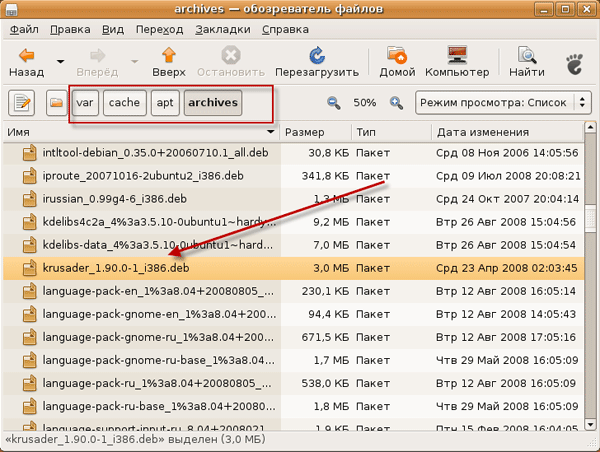 archives — обозреватель файлов
Файл Правка Вид Переход Закладки Справка
Назад Вперёд Вверх Остановить Перезагрузить Домой Компьютер Найти
var cache apt archives 50% Режим просмотра: Список
Имя Размер Тип Дата изменения
intltool-debian_0.35.0+20060710.1_all.deb 30,8 КБ Пакет Срд 08 Ноя 2006 14:05:56
iproute_20071016-2ubuntu2_i386.deb 341,8 КБ Пакет Срд 09 Июл 2008 20:08:21
irussian_0.99g4-6_i386.deb 1,3 МБ Пакет Срд 24 Окт 2007 20:04:14
kdelibs4c2a_4%3a3.5.10-0ubuntu1~hardy... 9,2 МБ Пакет Втр 26 Авг 2008 15:04:56
kdelibs-data_4%3a3.5.10-0ubuntu1~hard... 7,0 МБ Пакет Втр 26 Авг 2008 15:04:54
krusader_1.90.0-1_i386.deb 3,0 МБ Пакет Срд 23 Апр 2008 02:03:45
language-pack-en_1%3a8.04+20080805_... 230,1 КБ Пакет Втр 12 Авг 2008 16:05:14
language-pack-gnome-en_1%3a8.04+200... 94,4 КБ Пакет Втр 12 Авг 2008 14:05:43
language-pack-gnome-ru_1%3a8.04+200... 671,5 КБ Пакет Втр 12 Авг 2008 17:05:16
language-pack-gnome-ru-base_1%3a8.04... 1,7 МБ Пакет Чтв 29 Май 2008 16:05:09
language-pack-ru_1%3a8.04+20080805_... 538,0 КБ Пакет Втр 12 Авг 2008 16:05:09
language-pack-ru-base_1%3a8.04+20080... 1,8 МБ Пакет Чтв 29 Май 2008 16:05:09
language-support-input-ru_8.04+2008021... 1,9 КБ Пакет Птн 15 Фев 2008 16:04:05
«krusader_1.90.0-1_i386.deb» выделен (3,0 МБ)